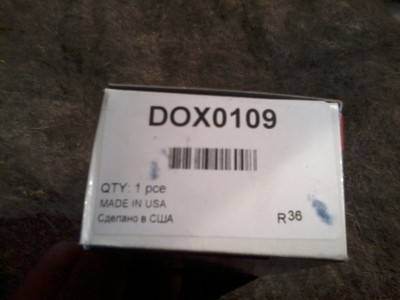 DOX0109
QTY: 1 pce
MADE IN USA
Сделано в США
R36